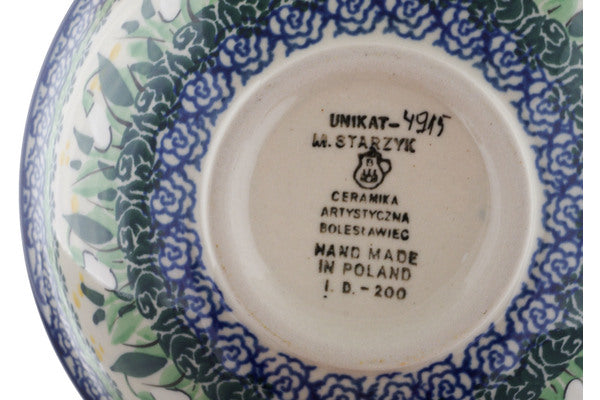 UNIKAT-4915
M. STARZYK
B
CERAMIKA
ARTYSTYCZNA
BOLESŁAWIEC
HAND MADE
IN POLAND
I. D. - 200